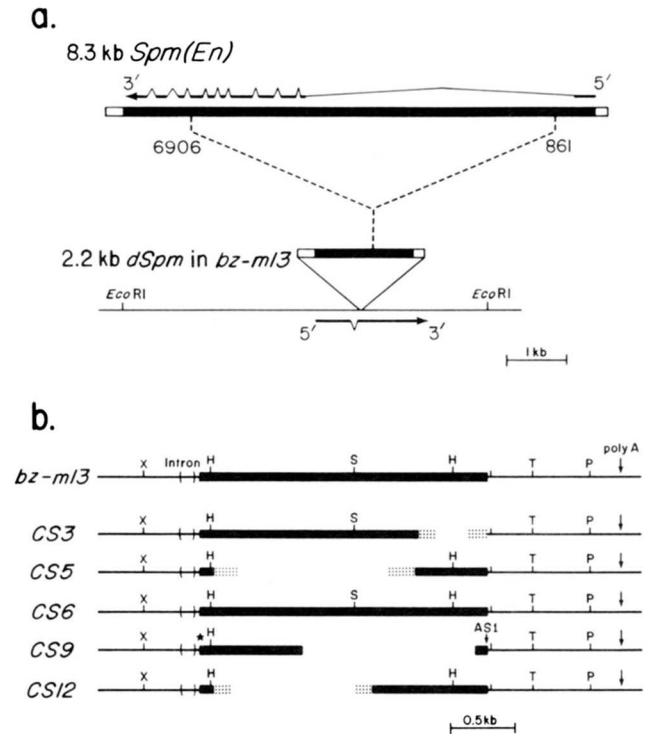 a.
8.3 kb Spm(En)
3′ 5′
6906 861
2.2 kb dSpm in bz-m13
EcoRI EcoRI
5′ 3′
1 kb
b.
poly A
X Intron H S H T P
bz-m13
X H S T P
CS3
X H H T P
CS5
X H S H T P
CS6
X ★ H AS1 T P
CS9
X H H T P
CS12
0.5 kb